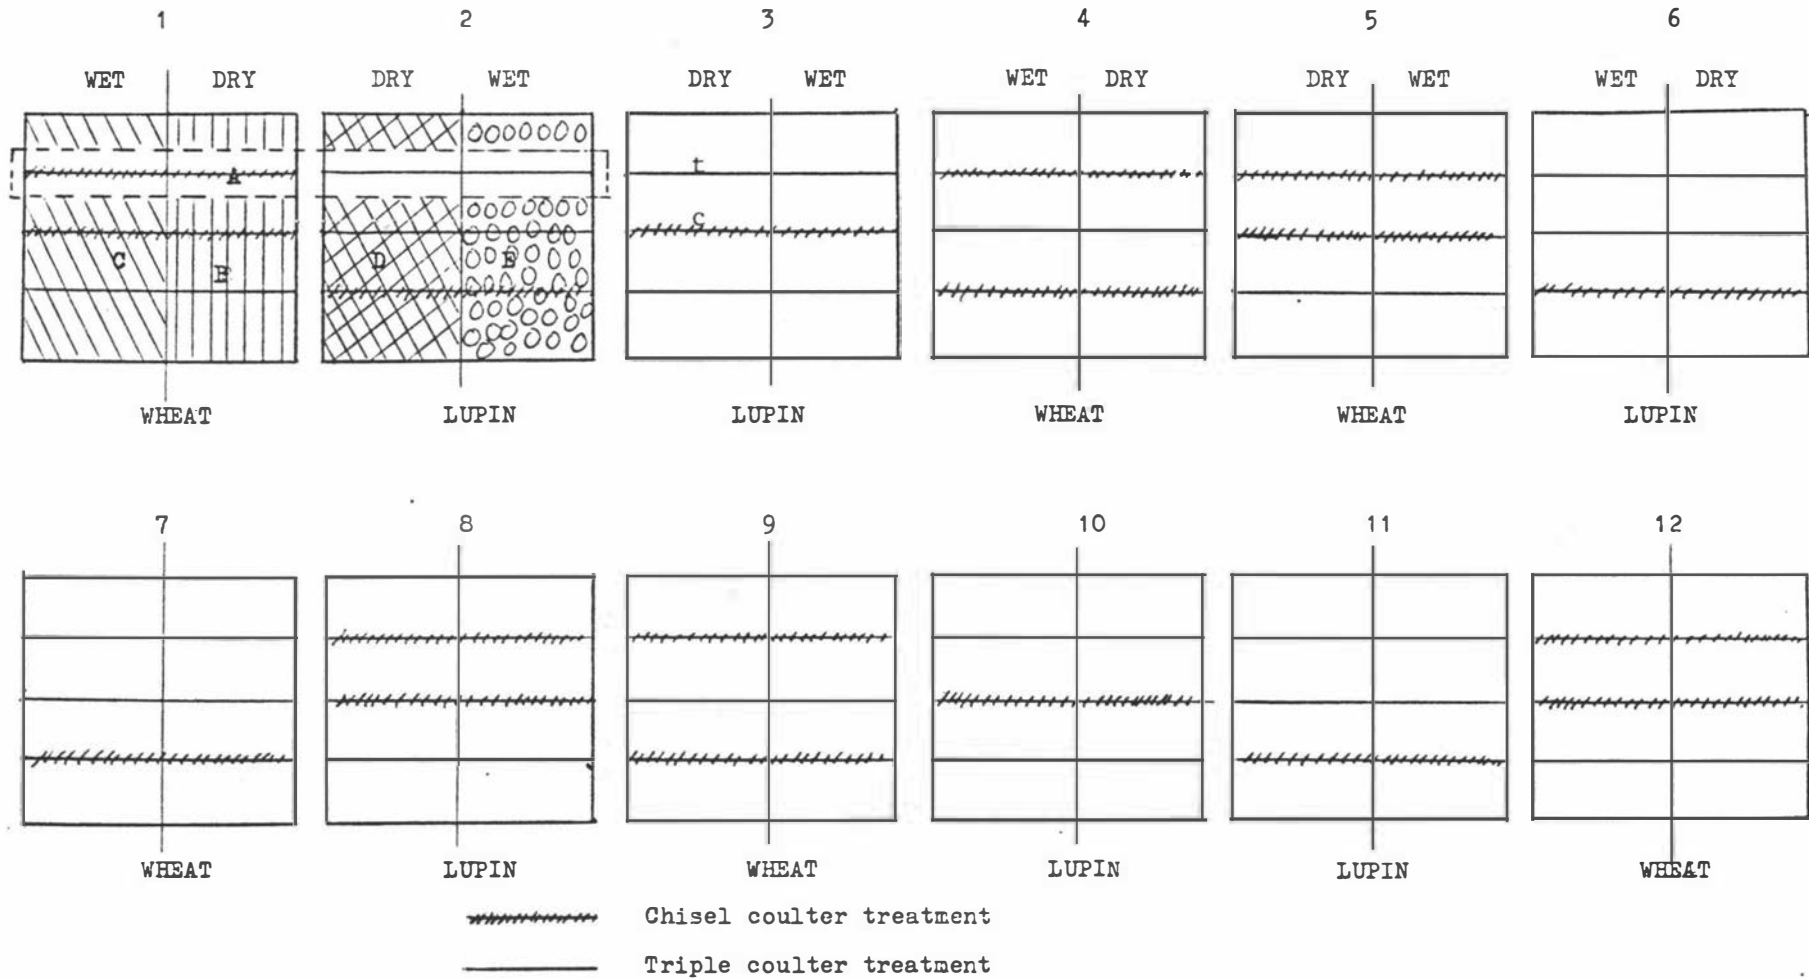 1 2 3 4 5 6
WET DRY DRY WET DRY WET WET DRY DRY WET WET DRY
A t
C
C B D E
WHEAT LUPIN LUPIN WHEAT WHEAT LUPIN
7 8 9 10 11 12
WHEAT LUPIN WHEAT LUPIN LUPIN WHEAT
Chisel coulter treatment
Triple coulter treatment